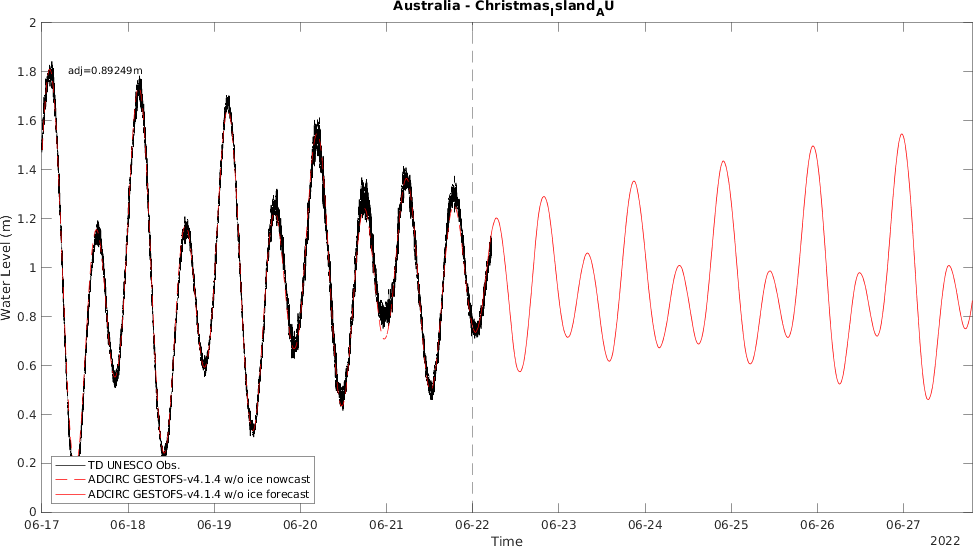 Australia - Christmas_Island_AU
2
1.8
adj=0.89249m
1.6
1.4
1.2
Water Level (m)
1
0.8
0.6
0.4
0.2
0
TD UNESCO Obs.
ADCIRC GESTOFS-v4.1.4 w/o ice nowcast
ADCIRC GESTOFS-v4.1.4 w/o ice forecast
06-17 06-18 06-19 06-20 06-21 06-22 06-23 06-24 06-25 06-26 06-27
Time
2022